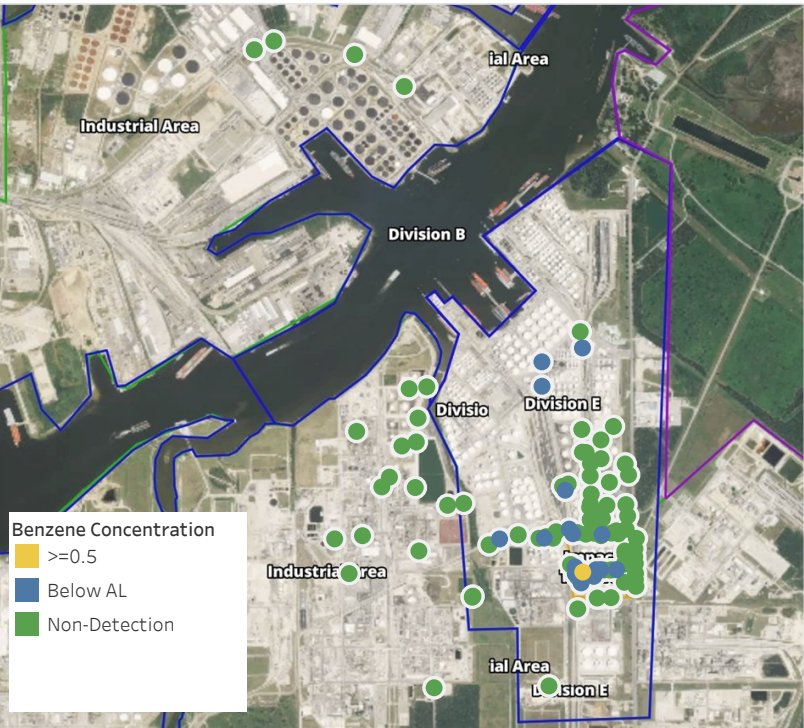 ial Area
Industrial Area
Division B
Division E
Divisio
Industrial Area
ial Area
Division E
Benzene Concentration
>=0.5
Below AL
Non-Detection